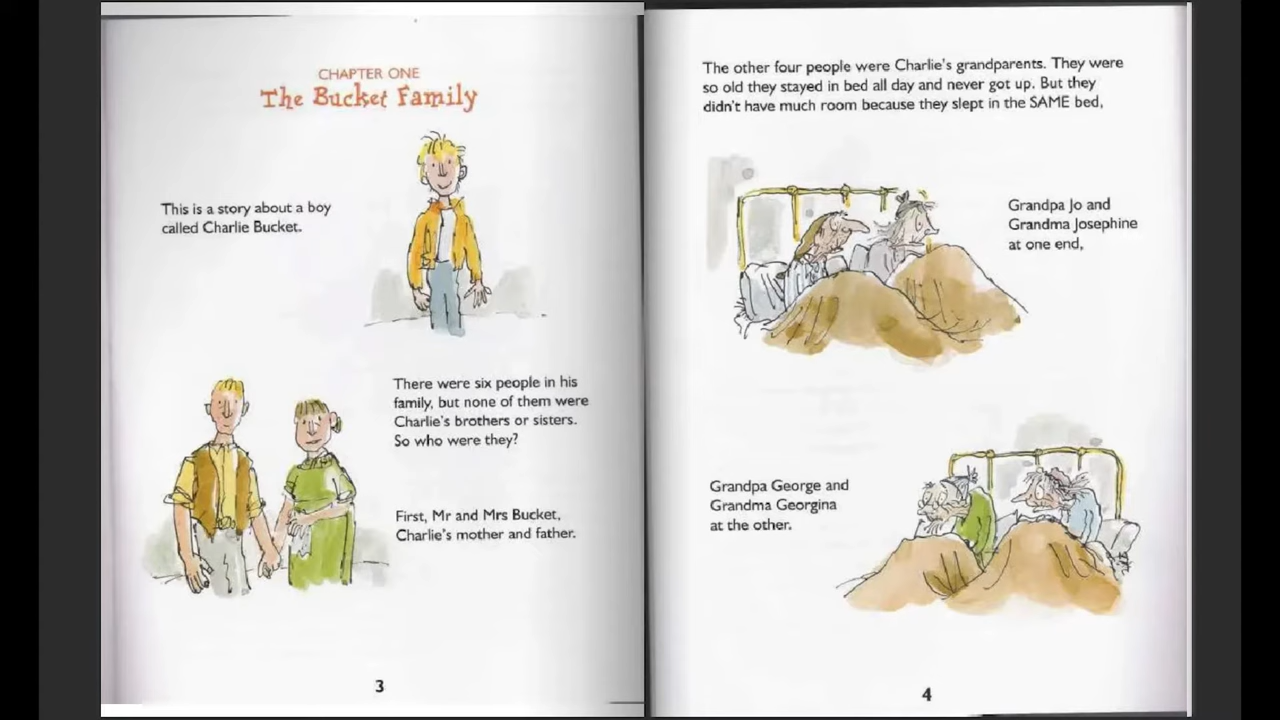 CHAPTER ONE
The Bucket Family
This is a story about a boy
called Charlie Bucket.
There were six people in his
family, but none of them were
Charlie's brothers or sisters.
So who were they?
First, Mr and Mrs Bucket,
Charlie's mother and father.
3
The other four people were Charlie's grandparents. They were
so old they stayed in bed all day and never got up. But they
didn't have much room because they slept in the SAME bed,
Grandpa Jo and
Grandma Josephine
at one end,
Grandpa George and
Grandma Georgina
at the other.
4